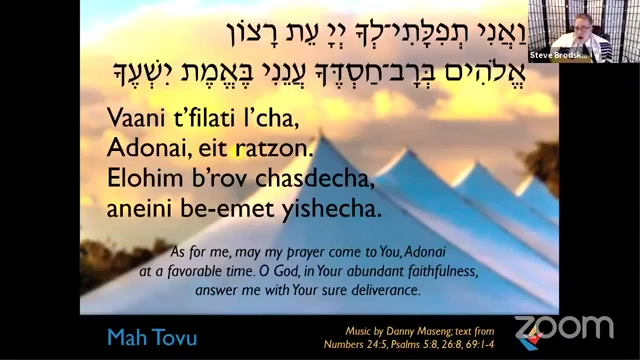 וַאֲנִי תְפִלָּתִי־לְךָ יְיָ עֵת רָצוֹן
אֱלֹהִים בְּרָב־חַסְדֶּךָ עֲנֵנִי בֶּאֱמֶת יִשְׁעֶךָ
Steve Brodsk...
Vaani t’filati l’cha,
Adonai, eit ratzon.
Elohim b’rov chasdecha,
aneini be-emet yishecha.
As for me, may my prayer come to You, Adonai
at a favorable time. O God, in Your abundant faithfulness,
answer me with Your sure deliverance.
Mah Tovu
Music by Danny Maseng; text from
Numbers 24:5, Psalms 5:8, 26:8, 69:1-4
zoom